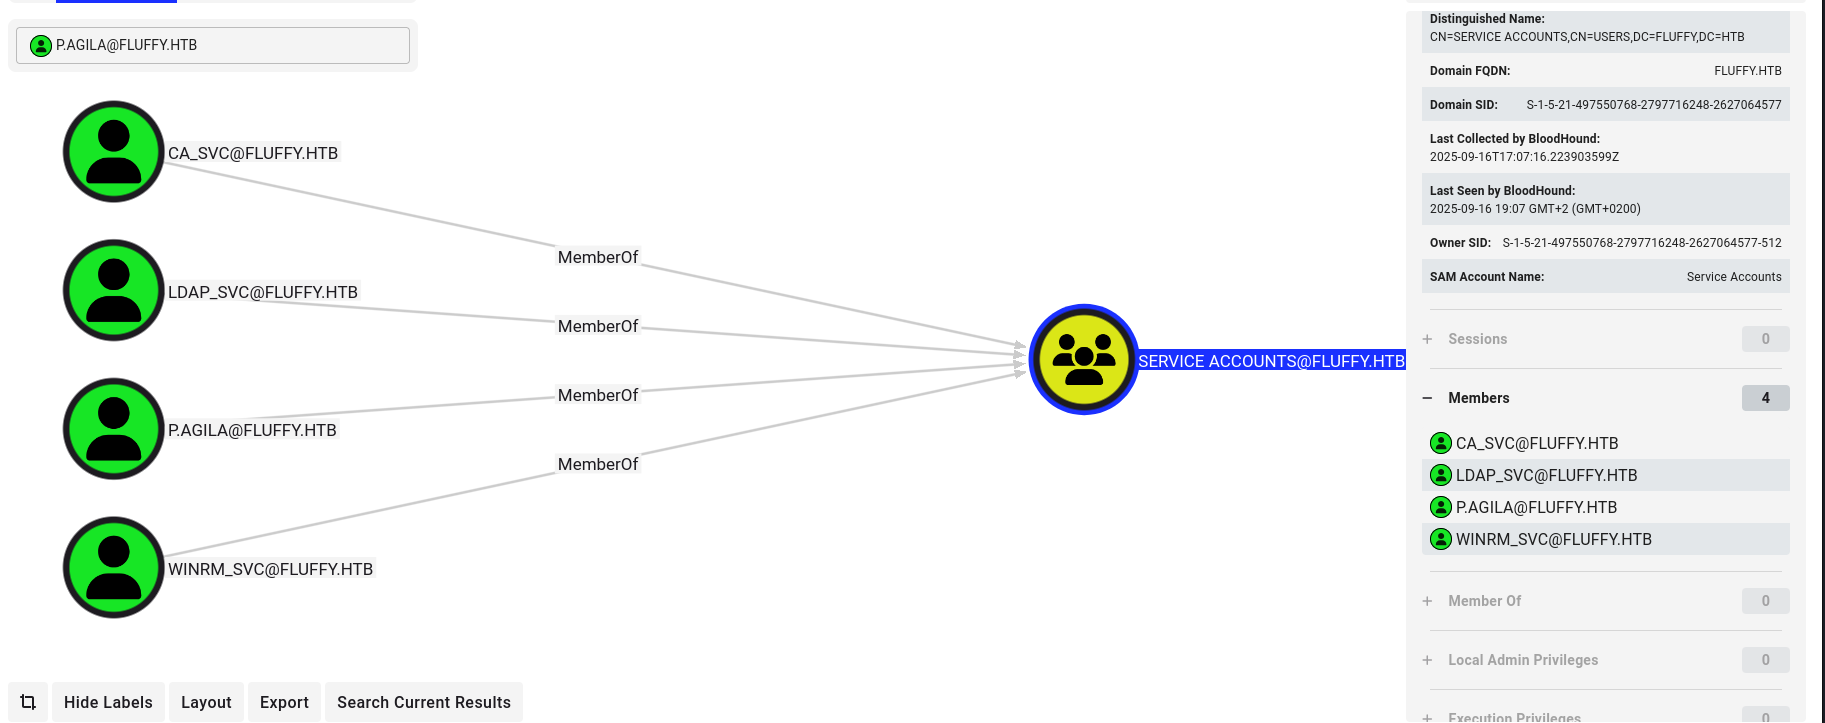 P.AGILA@FLUFFY.HTB
CA_SVC@FLUFFY.HTB
MemberOf
LDAP_SVC@FLUFFY.HTB
MemberOf
SERVICE ACCOUNTS@FLUFFY.HTB
MemberOf
P.AGILA@FLUFFY.HTB
MemberOf
WINRM_SVC@FLUFFY.HTB
Hide Labels
Layout
Export
Search Current Results
Distinguished Name:
CN=SERVICE ACCOUNTS,CN=USERS,DC=FLUFFY,DC=HTB
Domain FQDN: FLUFFY.HTB
Domain SID: S-1-5-21-497550768-2797716248-2627064577
Last Collected by BloodHound:
2025-09-16T17:07:16.223903599Z
Last Seen by BloodHound:
2025-09-16 19:07 GMT+2 (GMT+0200)
Owner SID: S-1-5-21-497550768-2797716248-2627064577-512
SAM Account Name: Service Accounts
+ Sessions 0
− Members 4
CA_SVC@FLUFFY.HTB
LDAP_SVC@FLUFFY.HTB
P.AGILA@FLUFFY.HTB
WINRM_SVC@FLUFFY.HTB
+ Member Of 0
+ Local Admin Privileges 0
+ Execution Privileges 0